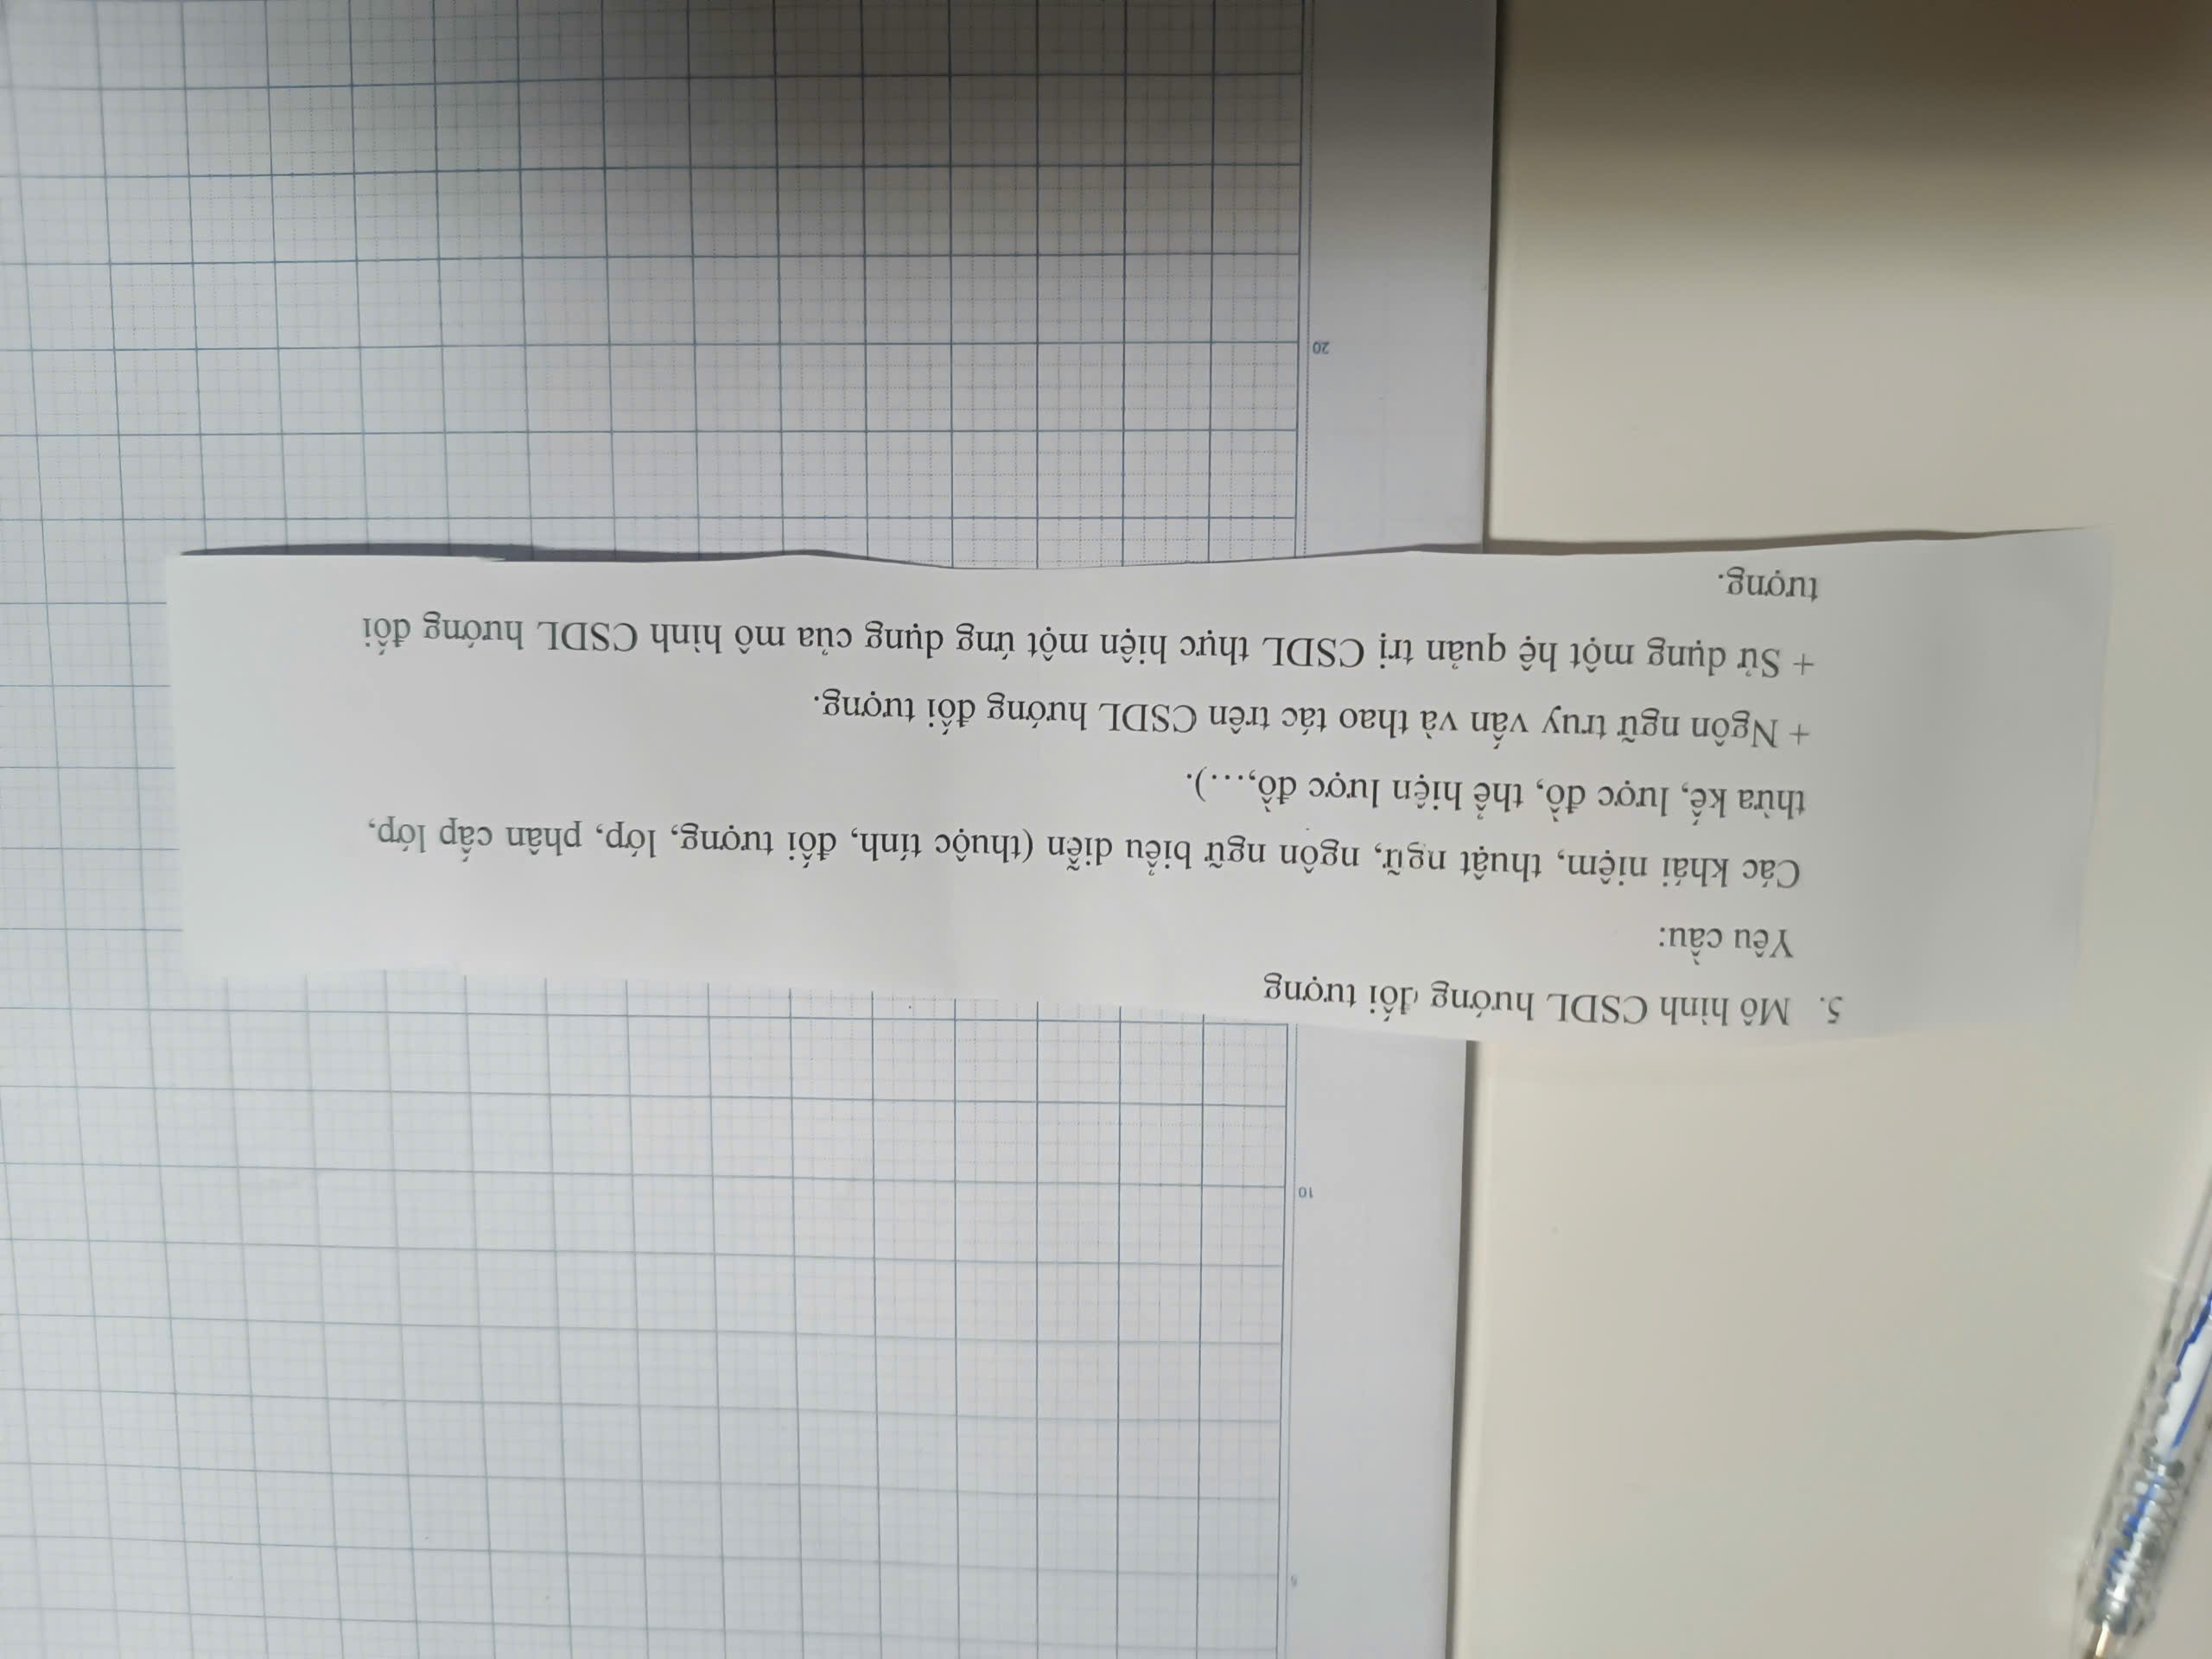 5
10
5. Mô hình CSDL hướng đối tượng
Yêu cầu:
Các khái niệm, thuật ngữ, ngôn ngữ biểu diễn (thuộc tính, đối tượng, lớp, phân cấp lớp,
thừa kế, lược đồ, thể hiện lược đồ,...).
+ Ngôn ngữ truy vấn và thao tác trên CSDL hướng đối tượng.
+ Sử dụng một hệ quản trị CSDL thực hiện một ứng dụng của mô hình CSDL hướng đối
tượng.
20